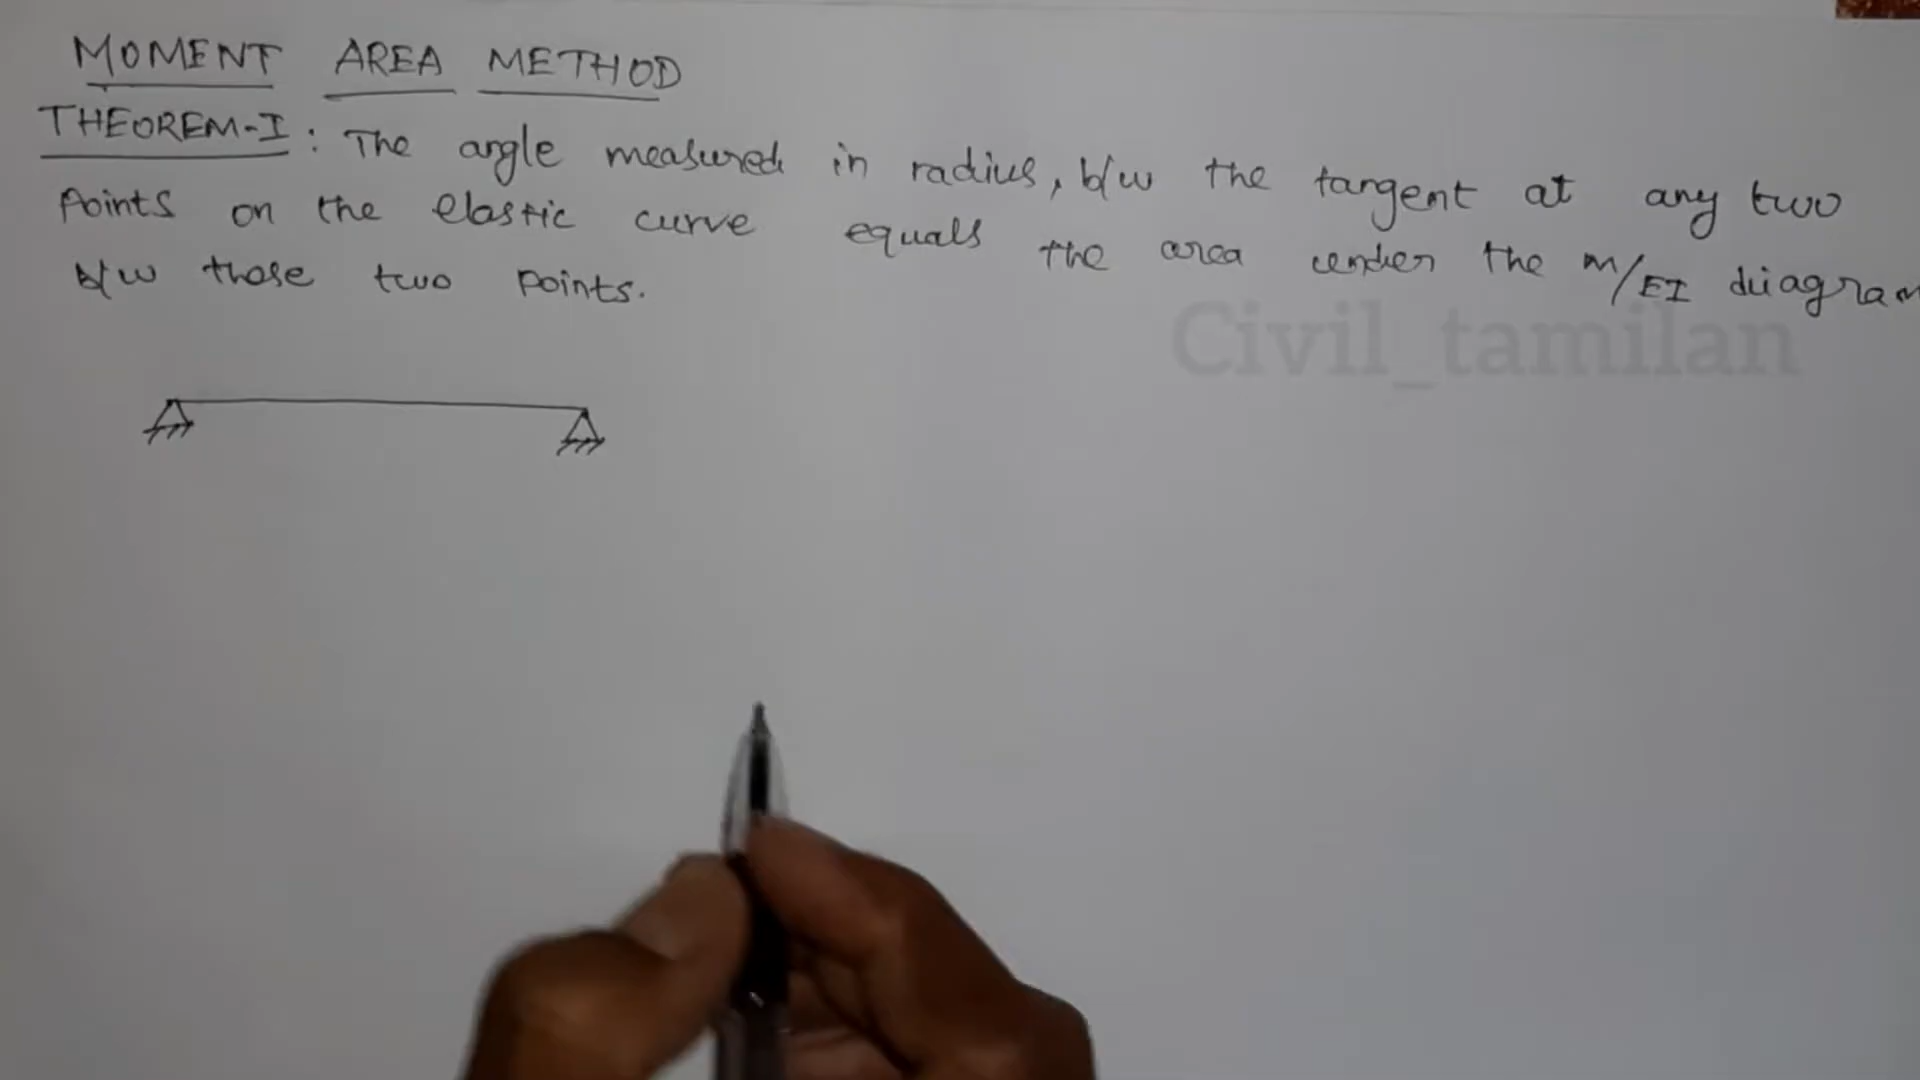 MOMENT AREA METHOD
THEOREM-I: The angle measured in radius, b/w the tangent at any two
points on the elastic curve equals the area under the M/EI diagram
b/w those two points.
Civil_tamilan